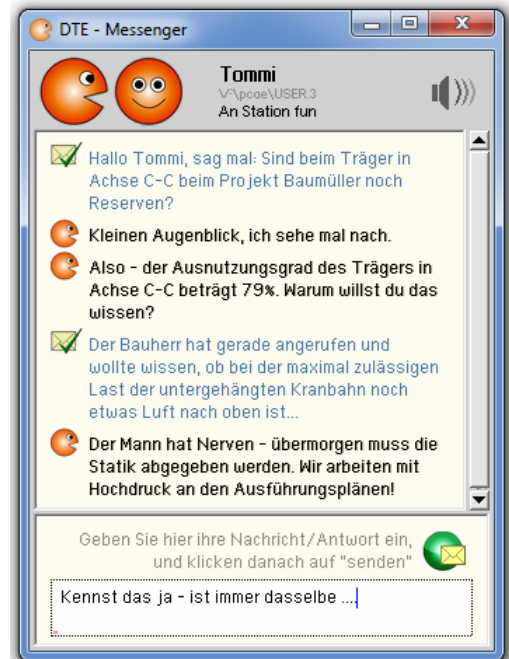 DTE - Messenger
Tommi
V:\pcae\USER.3
An Station fun
Hallo Tommi, sag mal: Sind beim Träger in
Achse C-C beim Projekt Baumüller noch
Reserven?
Kleinen Augenblick, ich sehe mal nach.
Also - der Ausnutzungsgrad des Trägers in
Achse C-C beträgt 79%. Warum willst du das
wissen?
Der Bauherr hat gerade angerufen und
wollte wissen, ob bei der maximal zulässigen
Last der untergehängten Kranbahn noch
etwas Luft nach oben ist...
Der Mann hat Nerven - übermorgen muss die
Statik abgegeben werden. Wir arbeiten mit
Hochdruck an den Ausführungsplänen!
Geben Sie hier ihre Nachricht/Antwort ein,
und klicken danach auf "senden"
Kennst das ja - ist immer dasselbe ....